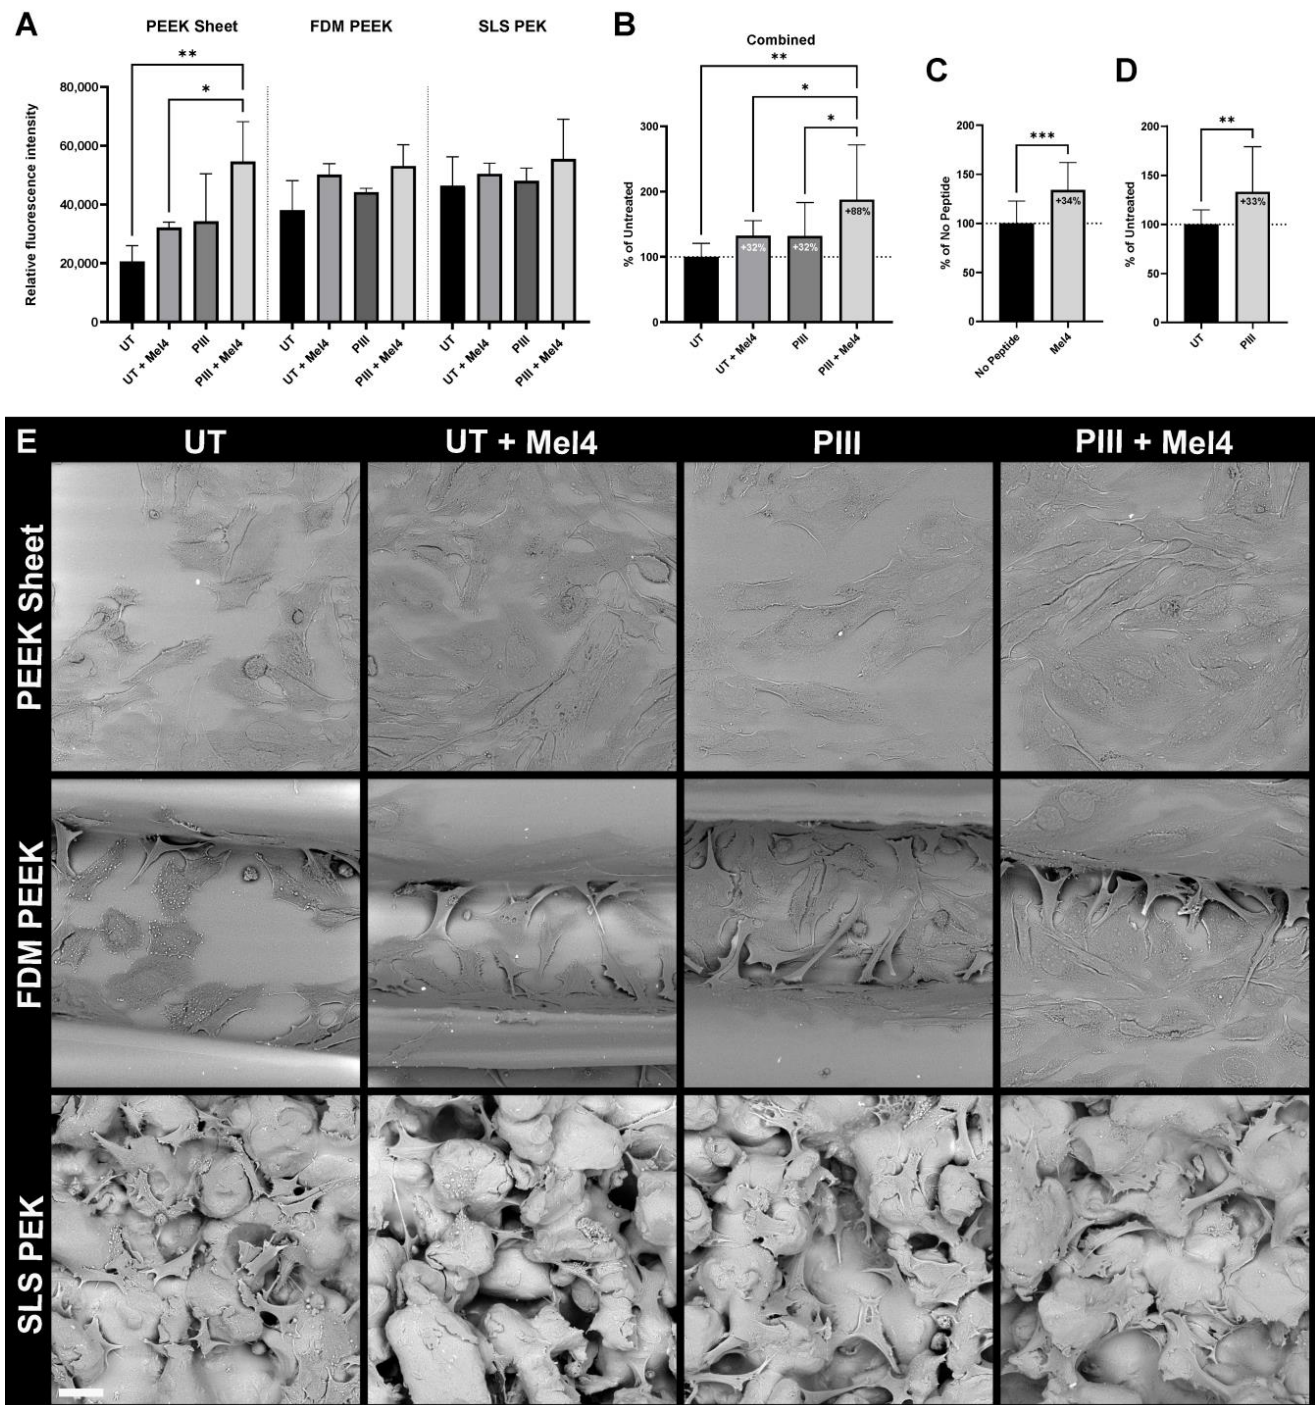 A
PEEK Sheet
FDM PEEK
SLS PEK
**
*
Relative fluorescence intensity
80,000
60,000
40,000
20,000
0
UT
UT + Mel4
PIII
PIII + Mel4
UT
UT + Mel4
PIII
PIII + Mel4
UT
UT + Mel4
PIII
PIII + Mel4
B
Combined
**
*
*
% of Untreated
300
200
100
0
+32%
+32%
+88%
UT
UT + Mel4
PIII
PIII + Mel4
C
***
% of No Peptide
200
150
100
50
0
+34%
No Peptide
Mel4
D
**
% of Untreated
200
150
100
50
0
+33%
UT
PIII
E
UT
UT + Mel4
PIII
PIII + Mel4
PEEK Sheet
FDM PEEK
SLS PEK